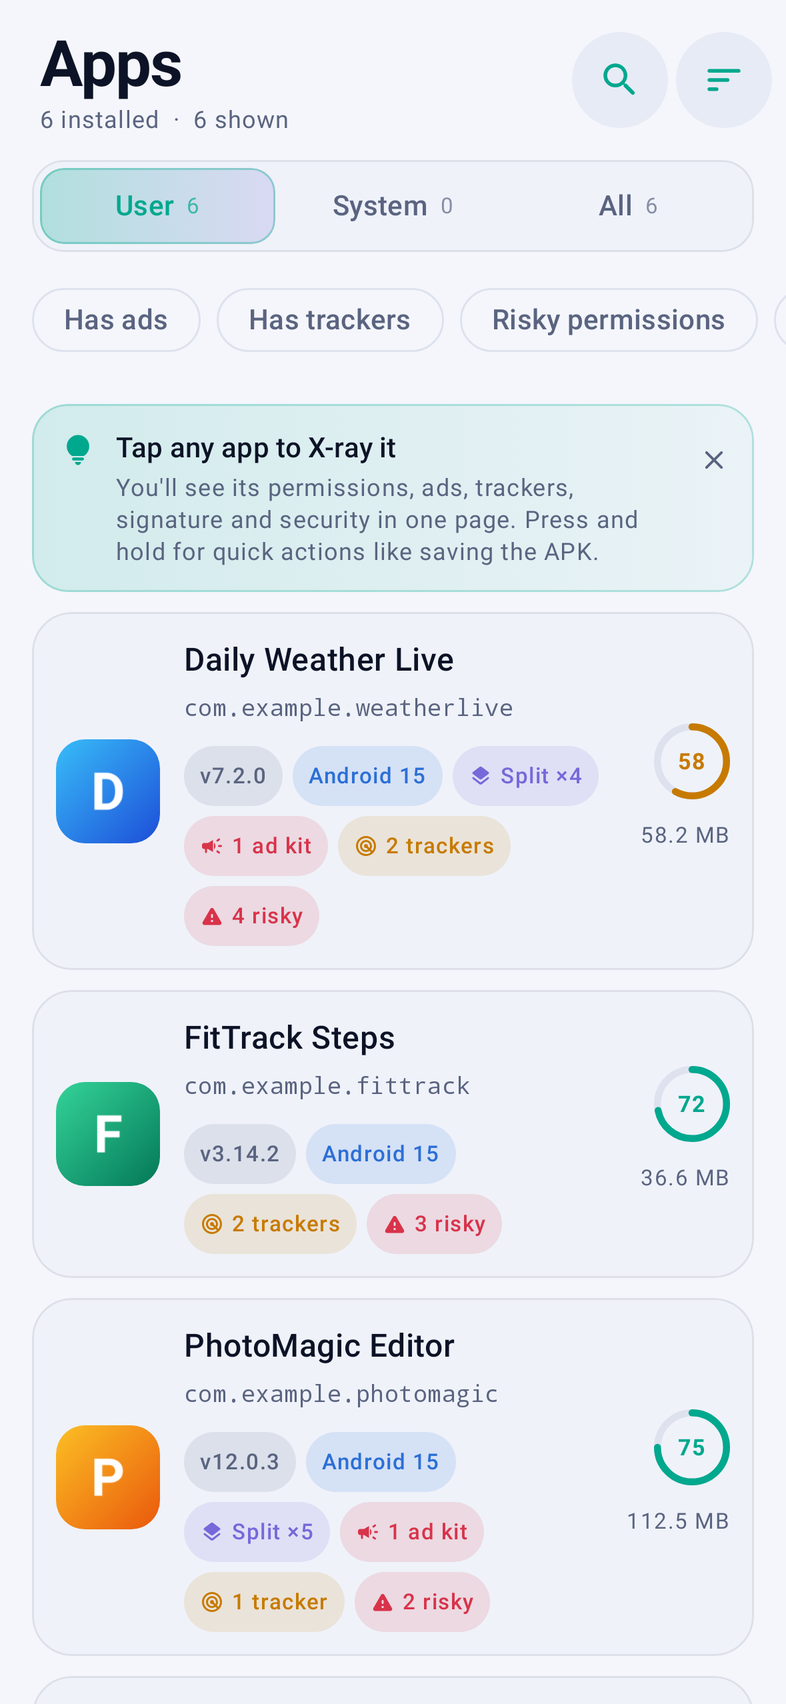 Apps
6 installed · 6 shown
User 6
System 0
All 6
Has ads
Has trackers
Risky permissions
Tap any app to X-ray it
You'll see its permissions, ads, trackers,
signature and security in one page. Press and
hold for quick actions like saving the APK.
Daily Weather Live
com.example.weatherlive
D
v7.2.0
Android 15
Split ×4
58
1 ad kit
2 trackers
58.2 MB
4 risky
FitTrack Steps
com.example.fittrack
F
v3.14.2
Android 15
72
2 trackers
3 risky
36.6 MB
PhotoMagic Editor
com.example.photomagic
P
v12.0.3
Android 15
75
Split ×5
1 ad kit
112.5 MB
1 tracker
2 risky